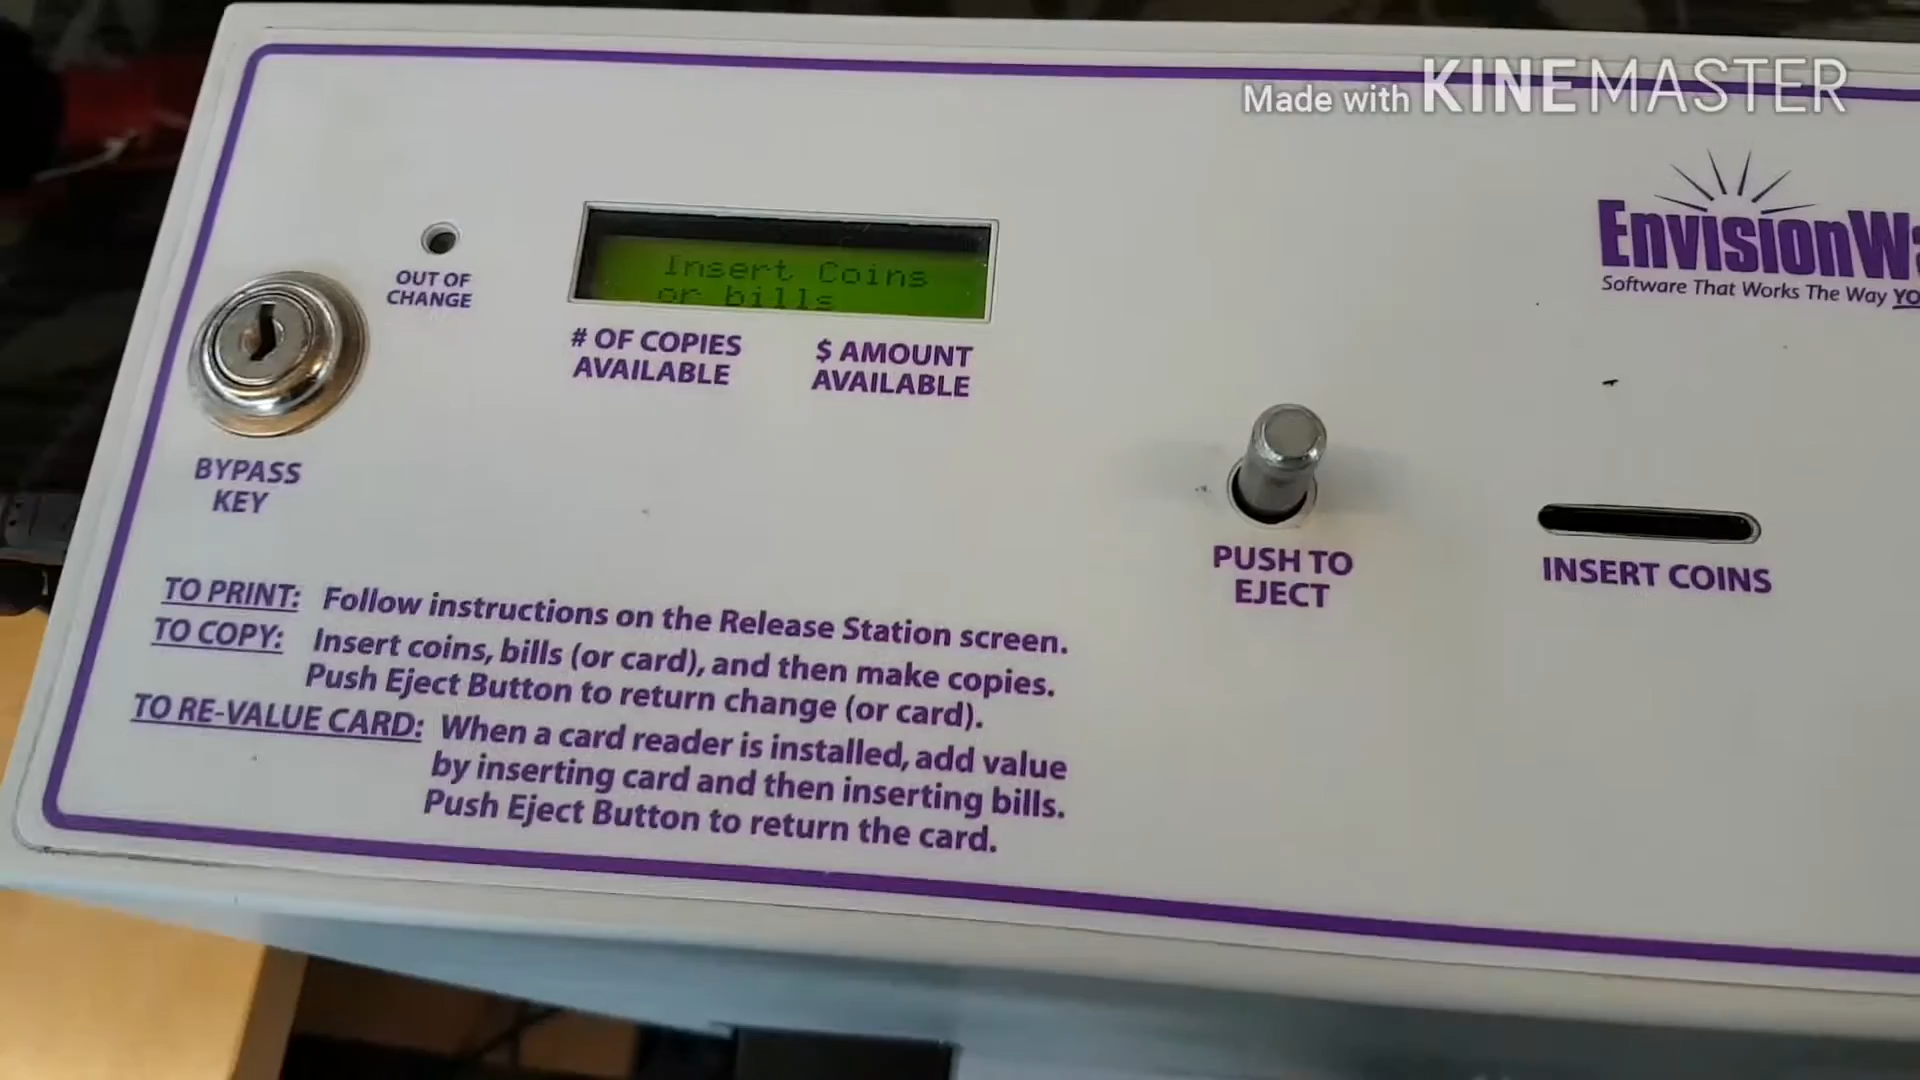 Made with KINEMASTER
EnvisionW
Software That Works The Way YO
OUT OF
CHANGE
Insert Coins
or bills
# OF COPIES
AVAILABLE
$ AMOUNT
AVAILABLE
BYPASS
KEY
PUSH TO
EJECT
INSERT COINS
TO PRINT: Follow instructions on the Release Station screen.
TO COPY: Insert coins, bills (or card), and then make copies.
Push Eject Button to return change (or card).
TO RE-VALUE CARD: When a card reader is installed, add value
by inserting card and then inserting bills.
Push Eject Button to return the card.